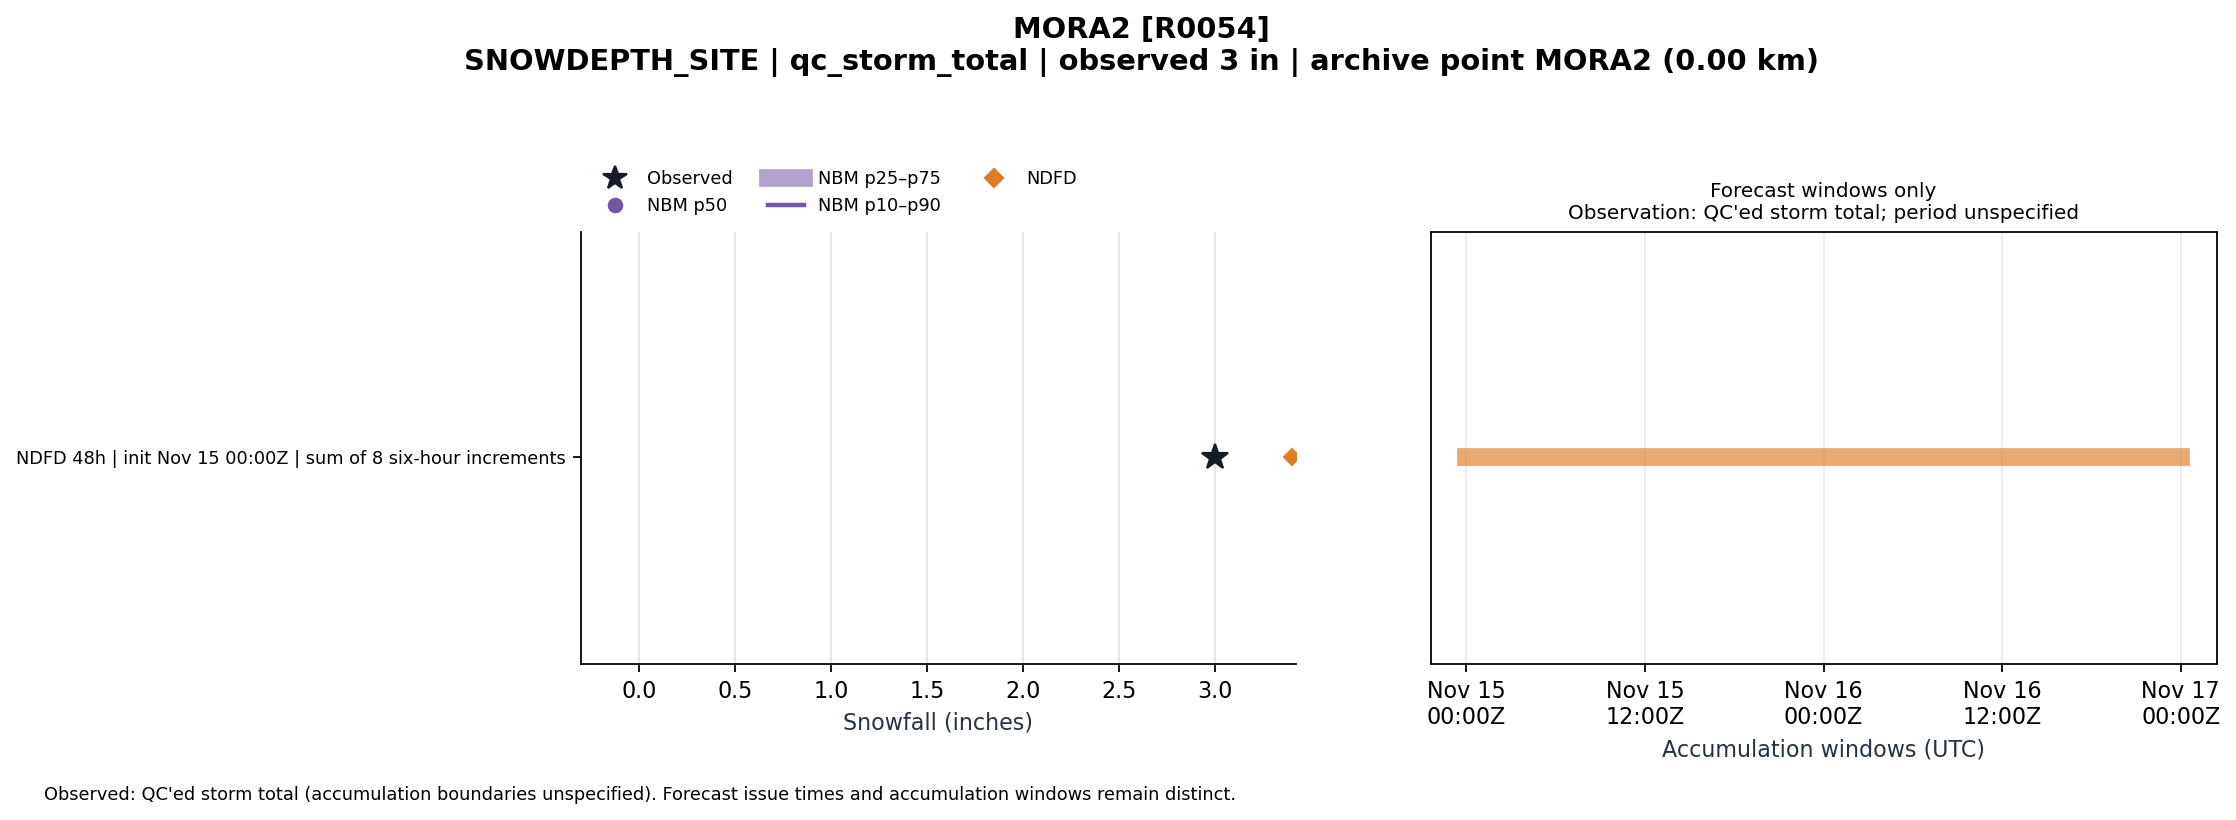 MORA2 [R0054]
SNOWDEPTH_SITE | qc_storm_total | observed 3 in | archive point MORA2 (0.00 km)
Observed
NBM p25–p75
NDFD
NBM p50
NBM p10–p90
Forecast windows only
Observation: QC'ed storm total; period unspecified
NDFD 48h | init Nov 15 00:00Z | sum of 8 six-hour increments
0.0 0.5 1.0 1.5 2.0 2.5 3.0
Snowfall (inches)
Nov 15 Nov 15 Nov 16 Nov 16 Nov 17
00:00Z 12:00Z 00:00Z 12:00Z 00:00Z
Accumulation windows (UTC)
Observed: QC'ed storm total (accumulation boundaries unspecified). Forecast issue times and accumulation windows remain distinct.